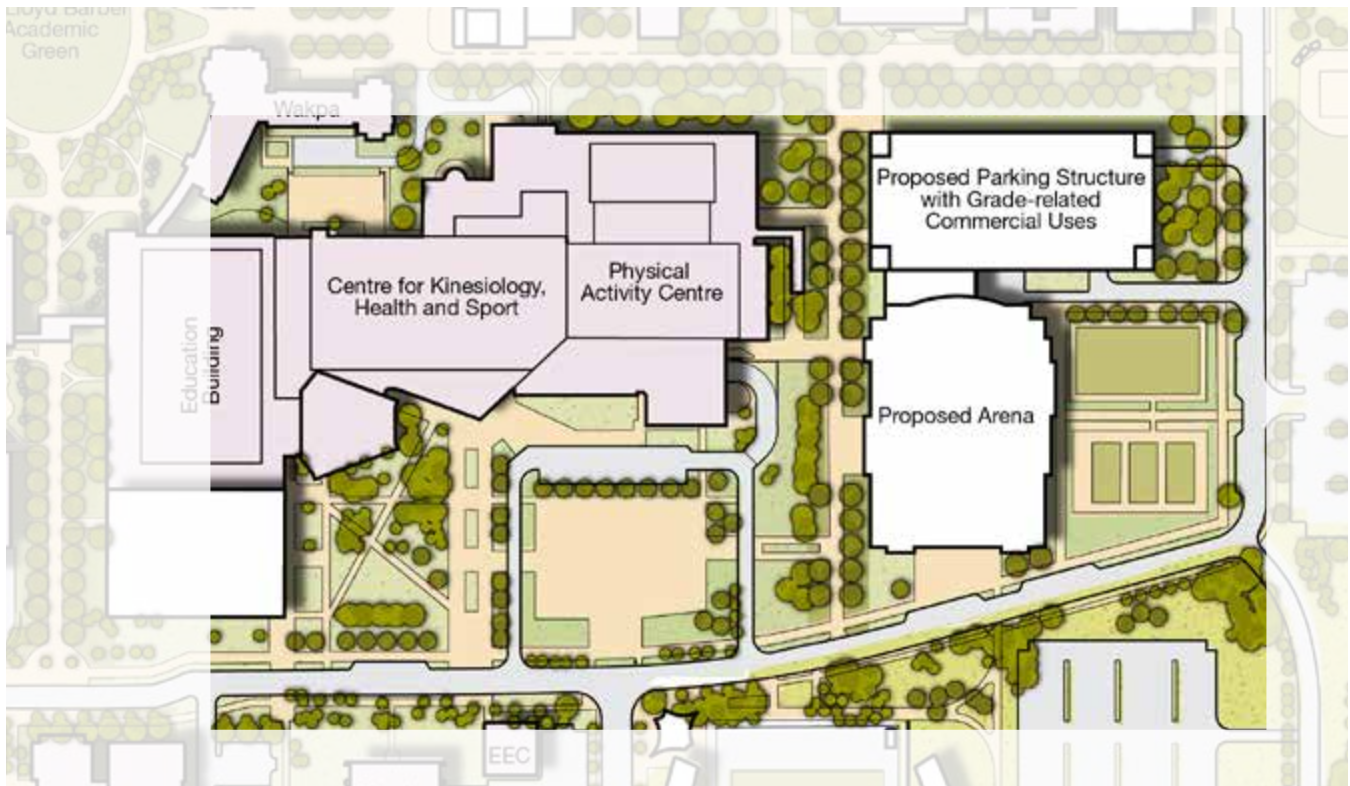 Lloyd Barber
Academic
Green
Wakpa
Proposed Parking Structure
with Grade-related
Commercial Uses
Centre for Kinesiology,
Health and Sport
Physical
Activity Centre
Education
Building
Proposed Arena
EEC